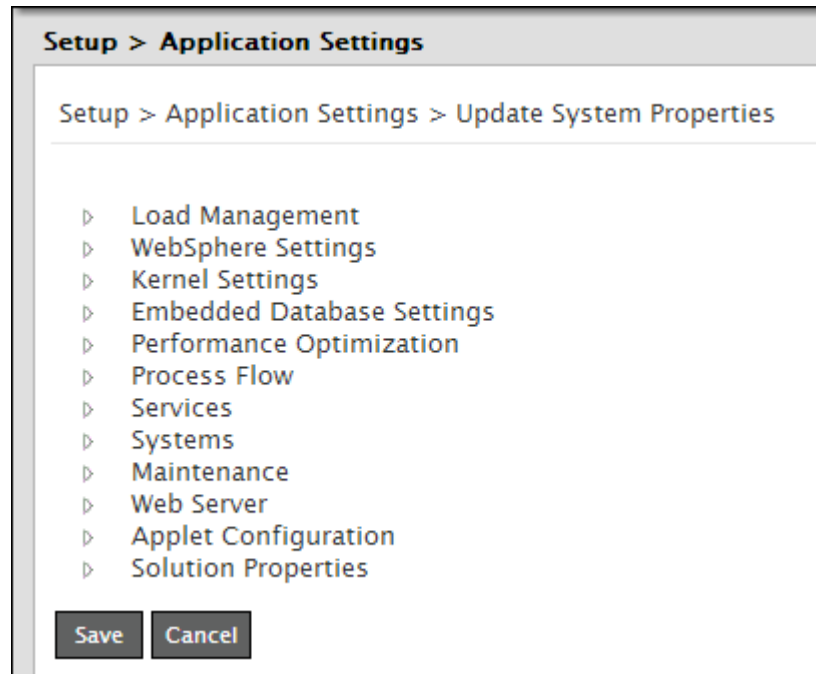 Setup > Application Settings
Setup > Application Settings > Update System Properties
Load Management
WebSphere Settings
Kernel Settings
Embedded Database Settings
Performance Optimization
Process Flow
Services
Systems
Maintenance
Web Server
Applet Configuration
Solution Properties
Save Cancel